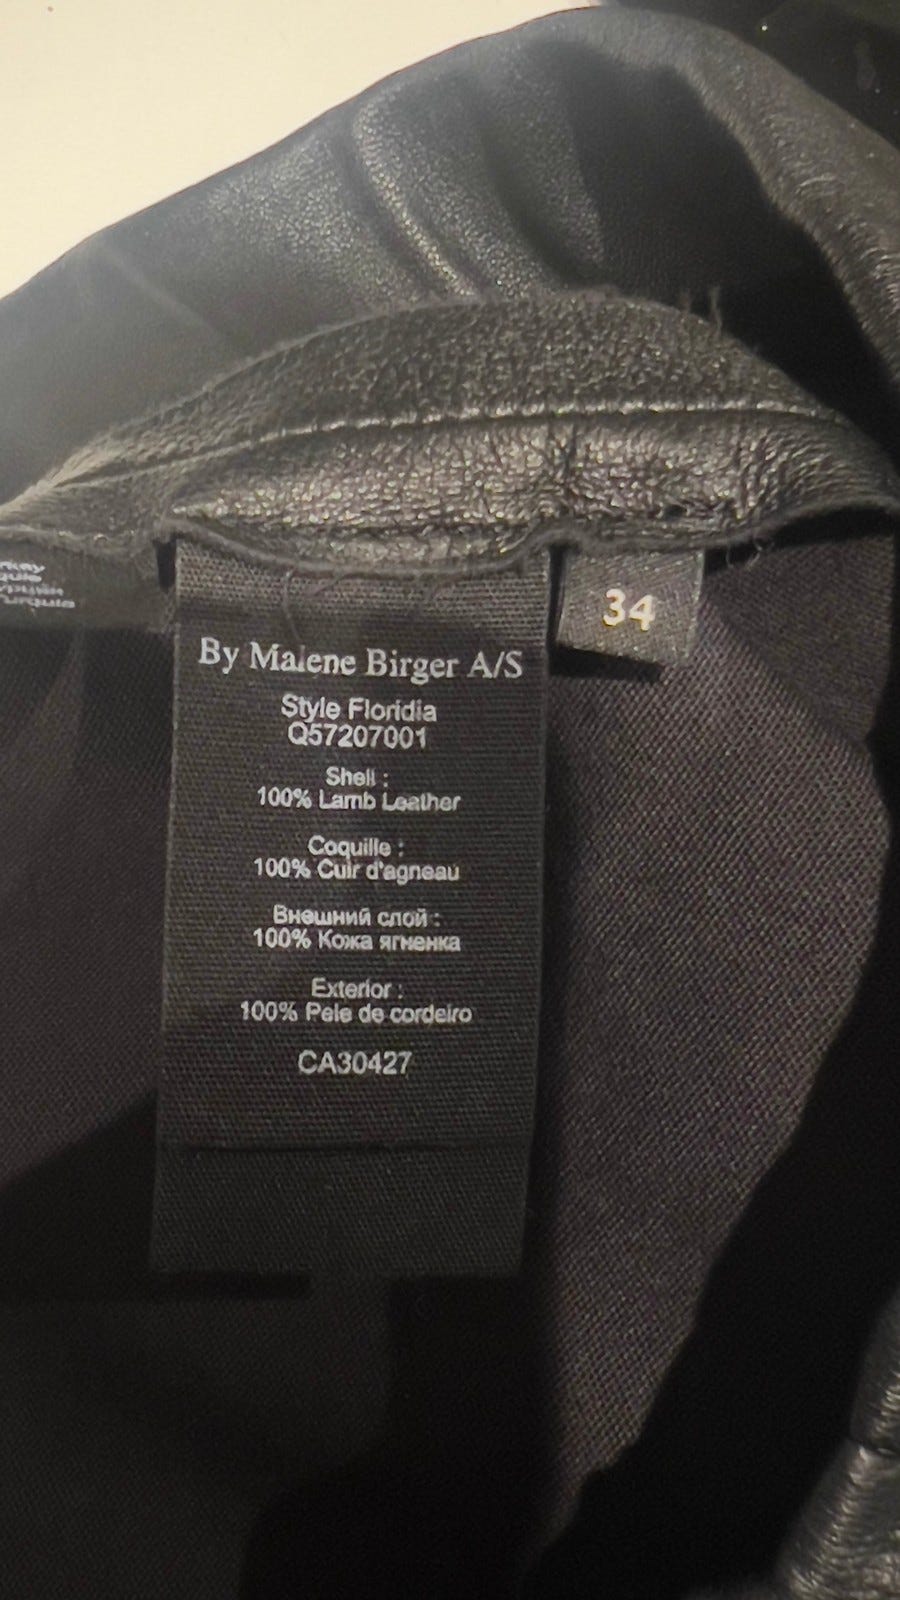 By Malene Birger A/S
Style Floridia
Q57207001
Shell :
100% Lamb Leather
Coquille :
100% Cuir d'agneau
Внешний слой :
100% Кожа ягненка
Exterior :
100% Pele de cordeiro
CA30427
34